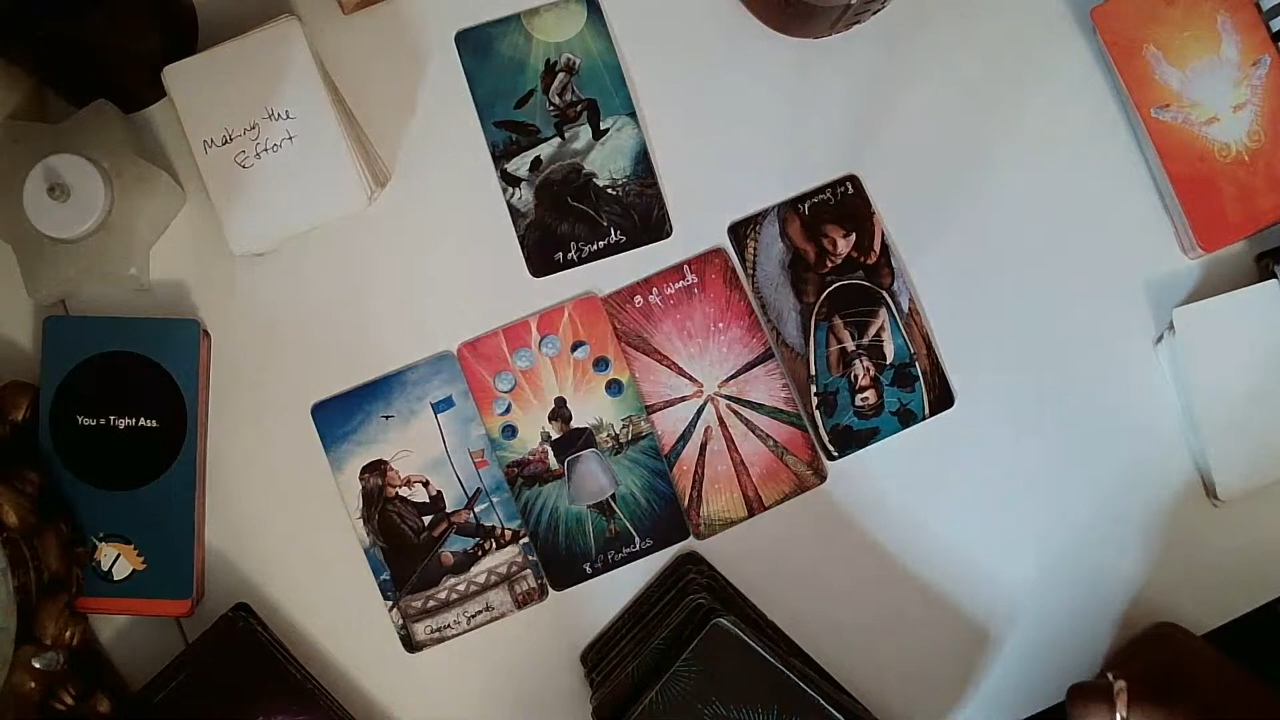 Making the
Effort
7 of Swords
8 of Swords
8 of Wands
You = Tight Ass.
8 of Pentacles
Queen of Swords